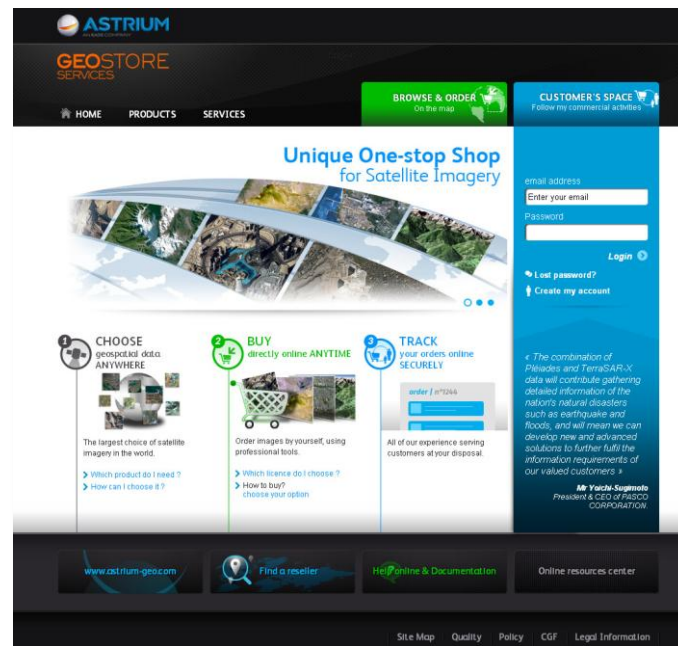 ASTRIUM
AN EADS COMPANY
GEOSTORE
SERVICES
HOME PRODUCTS SERVICES
BROWSE & ORDER
On the map
CUSTOMER'S SPACE
Follow my commercial activities
Unique One-stop Shop
for Satellite Imagery
email address
Enter your email
Password
Login
Lost password?
Create my account
1
CHOOSE
geospatial data
ANYWHERE
The largest choice of satellite
imagery in the world.
Which product do I need ?
How can I choose it ?
2
BUY
directly online ANYTIME
Order images by yourself, using
professional tools.
Which licence do I choose ?
How to buy?
choose your option
3
TRACK
your orders online
SECURELY
order / n°1266
All of our experience serving
customers at your disposal.
« The combination of
Pléiades and TerraSAR-X
data will contribute gathering
detailed information of the
nation's natural disasters
such as earthquake and
floods, and will mean we can
develop new and advanced
solutions to further fulfil the
information requirements of
our valued customers »
Mr Yoichi-Sugimoto
President & CEO of PASCO
CORPORATION.
www.astrium-geo.com
Find a reseller
Help online & Documentation
Online resources center
Site Map Quality Policy CGF Legal Information